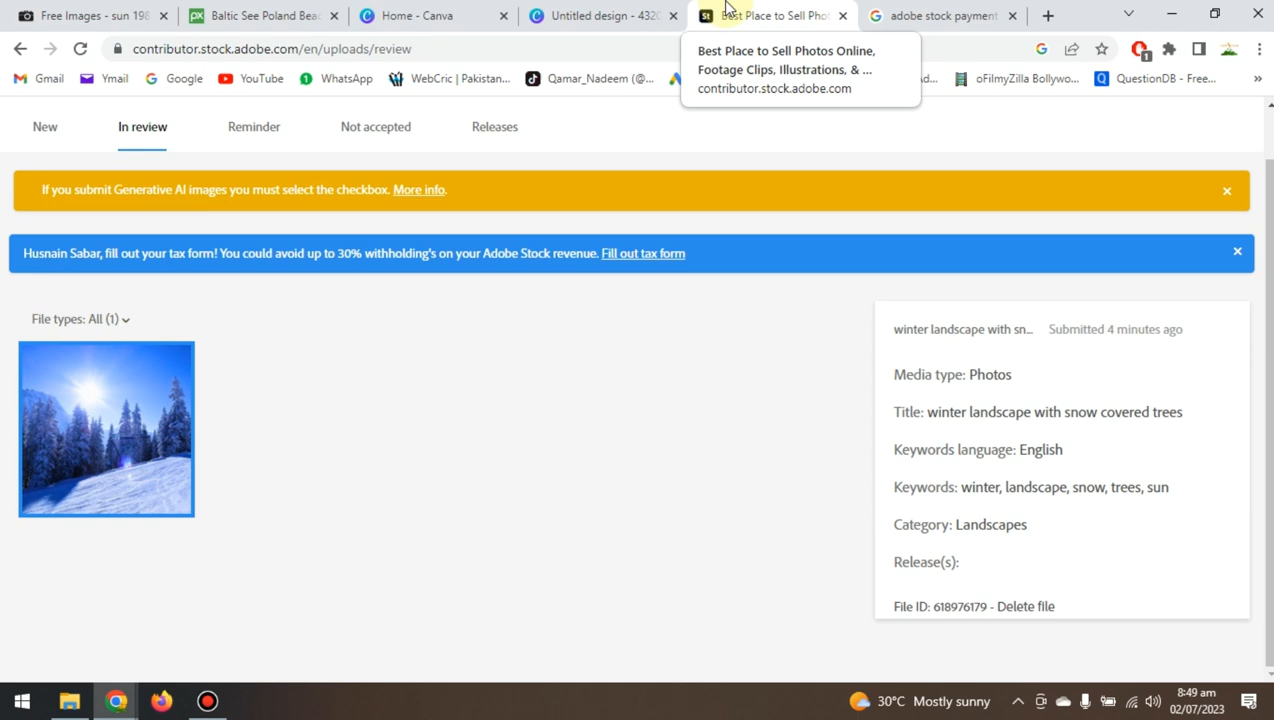 Free Images - sun 198
Baltic See Poland Bea
Home - Canva
Untitled design - 432
Best Place to Sell Phot
adobe stock payment
contributor.stock.adobe.com/en/uploads/review
Best Place to Sell Photos Online,
Footage Clips, Illustrations, & ...
contributor.stock.adobe.com
Gmail
Ymail
Google
YouTube
WhatsApp
WebCric | Pakistan...
Qamar_Nadeem (@...
Ad...
oFilmyZilla Bollywo...
QuestionDB - Free...
»
New
In review
Reminder
Not accepted
Releases
If you submit Generative AI images you must select the checkbox. More info.
Husnain Sabar, fill out your tax form! You could avoid up to 30% withholding's on your Adobe Stock revenue. Fill out tax form
File types: All (1)
winter landscape with sn... Submitted 4 minutes ago
Media type: Photos
Title: winter landscape with snow covered trees
Keywords language: English
Keywords: winter, landscape, snow, trees, sun
Category: Landscapes
Release(s):
File ID: 618976179 - Delete file
30°C Mostly sunny
8:49 am
02/07/2023